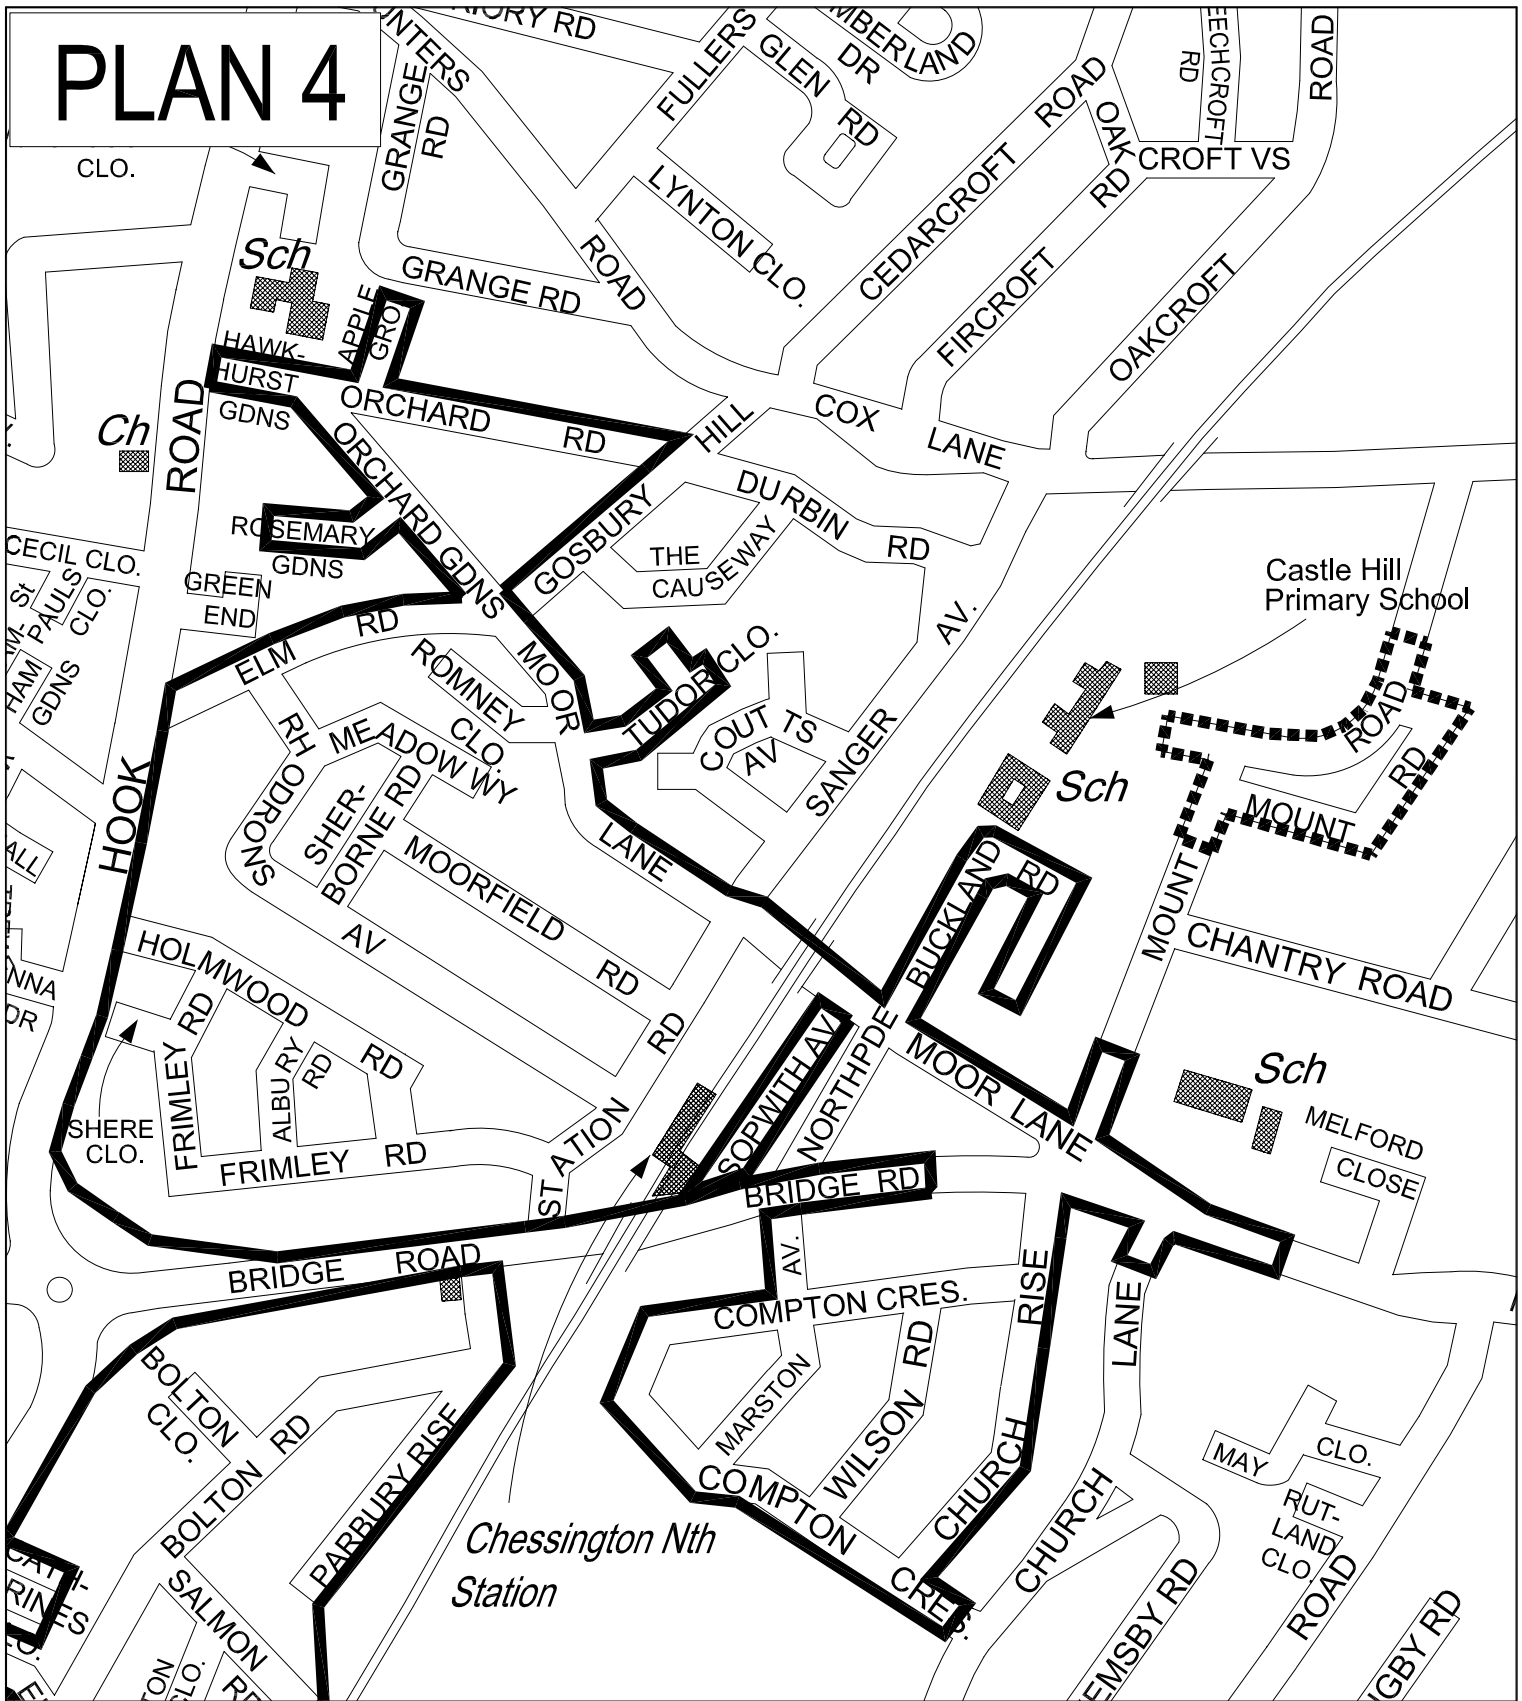 PLAN 4
CLO.
GRANGE
RD
FULLERS
GLEN
RD
DR
CEDARCROFT
ROAD
OAK
RD
CROFT VS
RD
ROAD
LYNTON CLO.
ROAD
GRANGE RD
FIRCROFT
OAKCROFT
Sch
APPLE
GRO
HAWK-
HURST
GDNS
ORCHARD
RD
ROAD
Ch
HILL
COX
LANE
ORCHARD GDNS
GOSBURY
DURBIN
RD
THE
CAUSEWAY
ROSEMARY
GDNS
CECIL CLO.
St
PAULS
CLO.
GREEN
END
HAM
GDNS
ELM
RD
ROMNEY
CLO.
MOOR
TUDOR CLO.
AV.
SANGER
COUTTS
AV
Castle Hill
Primary School
Sch
ROAD
MOUNT
RD
RH
ODRONS
AV
MEADOW WY
SHER-
BORNE RD
HOOK
LANE
MOORFIELD
RD
BUCKLAND
RD
MOUNT
CHANTRY ROAD
HOLMWOOD
RD
FRIMLEY RD
ALBURY
RD
SHERE
CLO.
FRIMLEY
RD
STATION
RD
SOPWITH AV
NORTHPDE
MOOR LANE
Sch
MELFORD
CLOSE
BRIDGE RD
BRIDGE ROAD
AV.
COMPTON CRES.
RISE
LANE
MARSTON
WILSON
RD
CHURCH
COMPTON
CRES.
CHURCH
BOLTON
CLO.
BOLTON
RD
PARBURY RISE
SALMON
Chessington Nth
Station
MAY
CLO.
RUT-
LAND
CLO.
ROAD